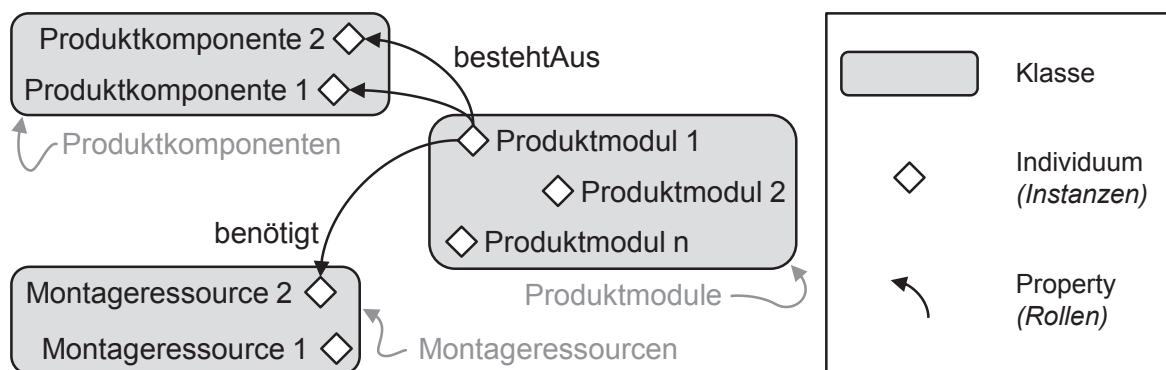 Produktkomponente 2
bestehtAus
Produktkomponente 1
Produktkomponenten
Produktmodul 1
Produktmodul 2
benötigt
Produktmodul n
Montageressource 2
Produktmodule
Montageressource 1
Montageressourcen
Klasse
Individuum
(Instanzen)
Property
(Rollen)